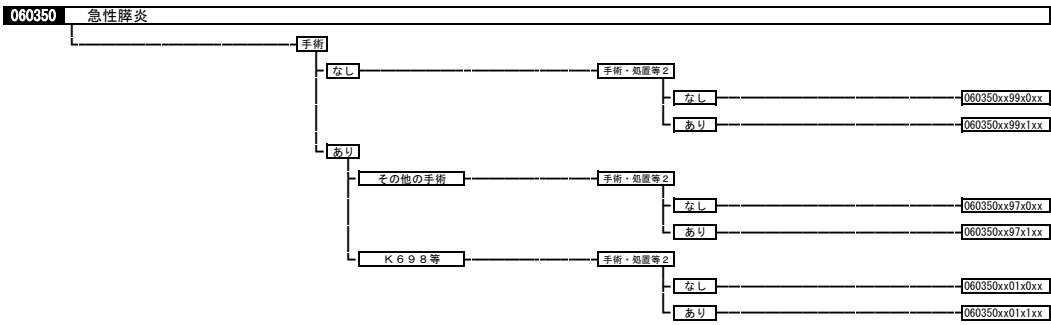 060350 急性膵炎
手術
なし 手術・処置等2
なし 060350xx99x0xx
あり 060350xx99x1xx
あり
その他の手術 手術・処置等2
なし 060350xx97x0xx
あり 060350xx97x1xx
K698等 手術・処置等2
なし 060350xx01x0xx
あり 060350xx01x1xx